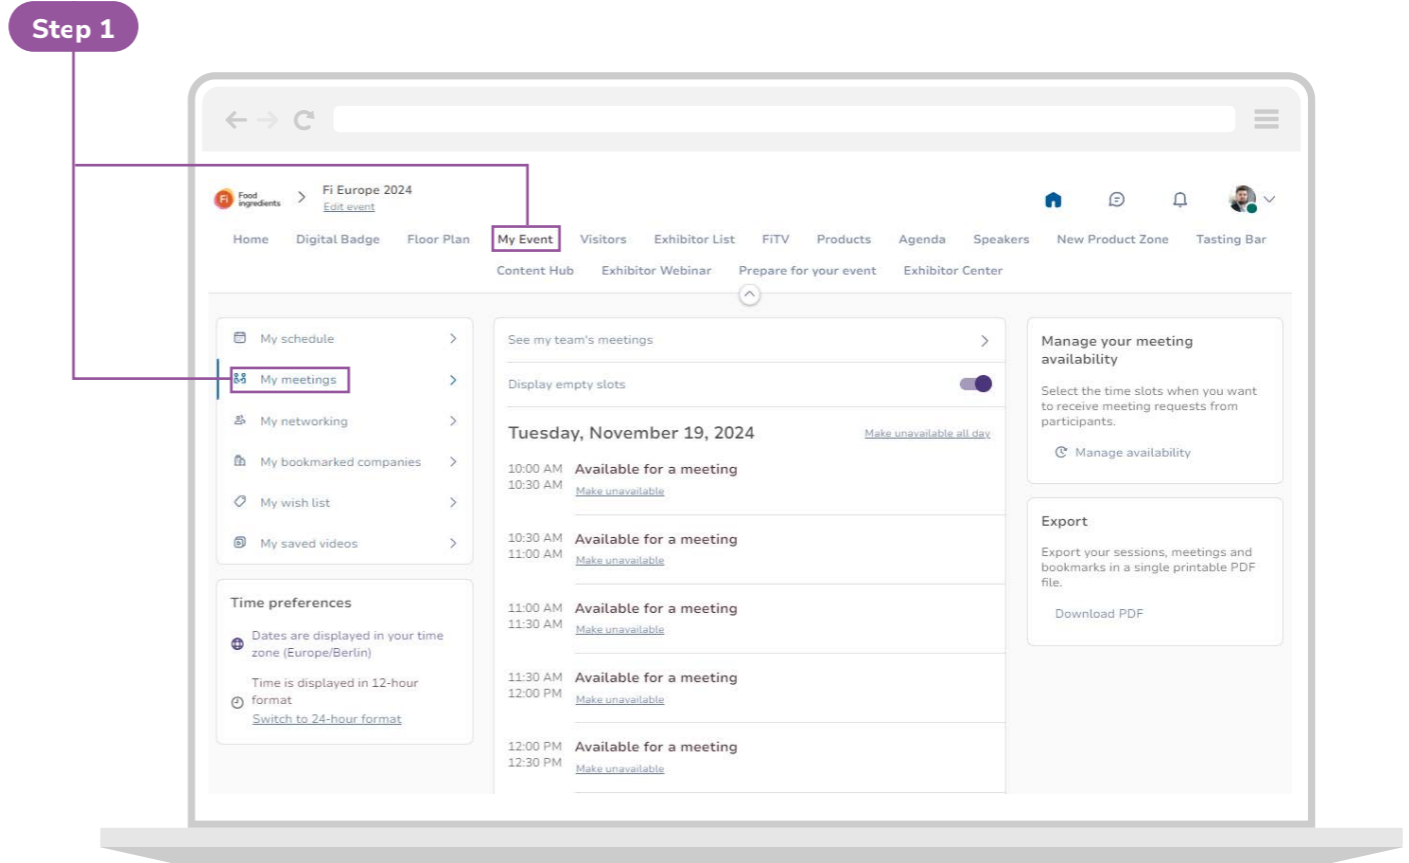 Step 1
Food
ingredients
Fi
Fi Europe 2024
Edit event
Home Digital Badge Floor Plan My Event Visitors Exhibitor List FiTV Products Agenda Speakers New Product Zone Tasting Bar
Content Hub Exhibitor Webinar Prepare for your event Exhibitor Center
My schedule
My meetings
My networking
My bookmarked companies
My wish list
My saved videos
Time preferences
Dates are displayed in your time
zone (Europe/Berlin)
Time is displayed in 12-hour
format
Switch to 24-hour format
See my team's meetings
Display empty slots
Tuesday, November 19, 2024 Make unavailable all day
10:00 AM Available for a meeting
10:30 AM Make unavailable
10:30 AM Available for a meeting
11:00 AM Make unavailable
11:00 AM Available for a meeting
11:30 AM Make unavailable
11:30 AM Available for a meeting
12:00 PM Make unavailable
12:00 PM Available for a meeting
12:30 PM Make unavailable
Manage your meeting
availability
Select the time slots when you want
to receive meeting requests from
participants.
Manage availability
Export
Export your sessions, meetings and
bookmarks in a single printable PDF
file.
Download PDF